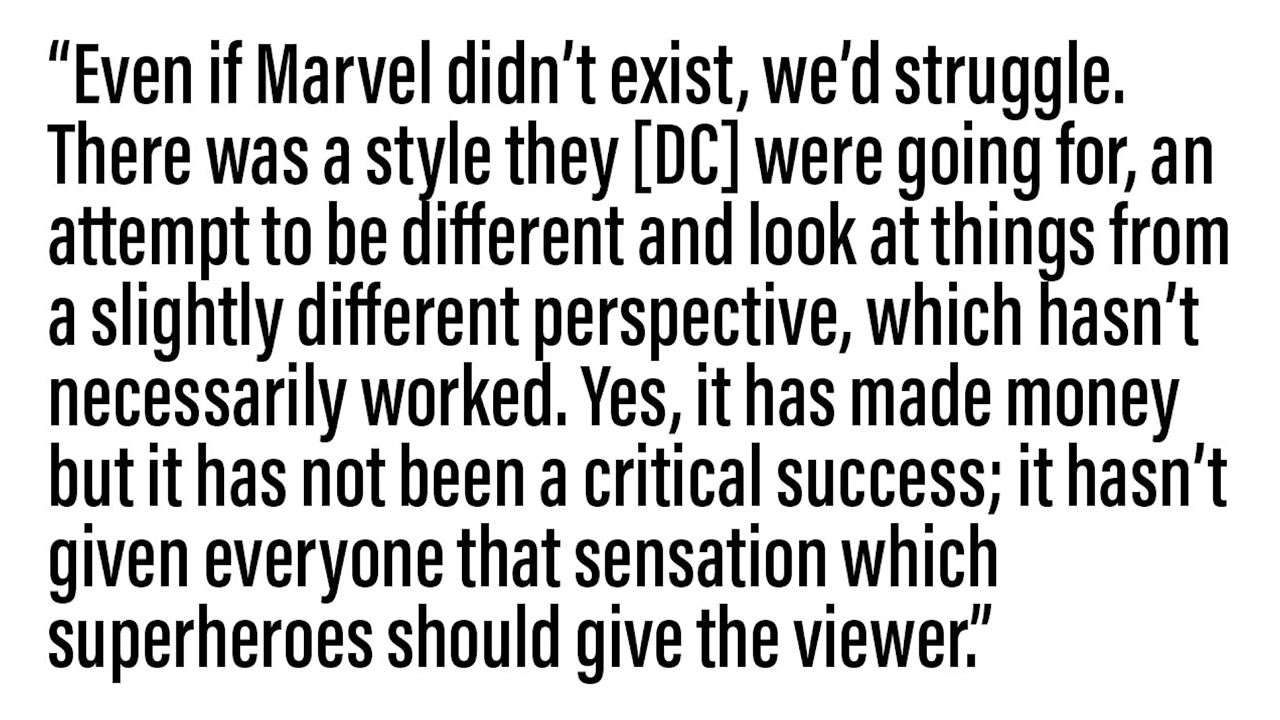 “Even if Marvel didn’t exist, we’d struggle.
There was a style they [DC] were going for, an
attempt to be different and look at things from
a slightly different perspective, which hasn’t
necessarily worked. Yes, it has made money
but it has not been a critical success; it hasn’t
given everyone that sensation which
superheroes should give the viewer.”